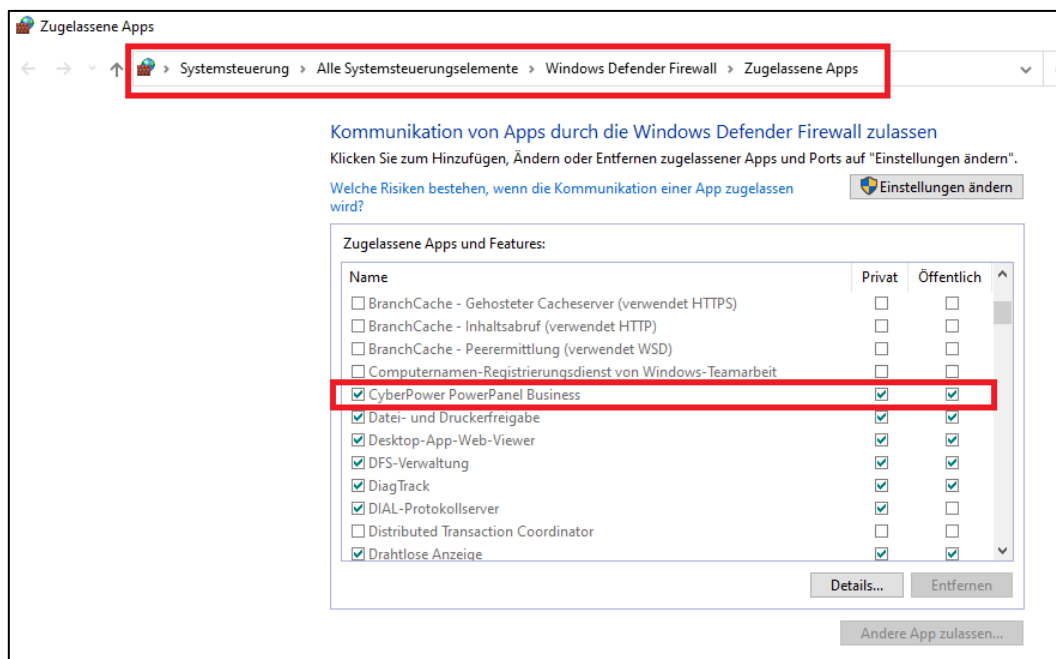 Zugelassene Apps
Systemsteuerung > Alle Systemsteuerungselemente > Windows Defender Firewall > Zugelassene Apps
Kommunikation von Apps durch die Windows Defender Firewall zulassen
Klicken Sie zum Hinzufügen, Ändern oder Entfernen zugelassener Apps und Ports auf "Einstellungen ändern".
Welche Risiken bestehen, wenn die Kommunikation einer App zugelassen
wird?
Einstellungen ändern
Zugelassene Apps und Features:
Name Privat Öffentlich
BranchCache - Gehosteter Cacheserver (verwendet HTTPS)
BranchCache - Inhaltsabruf (verwendet HTTP)
BranchCache - Peerermittlung (verwendet WSD)
Computernamen-Registrierungsdienst von Windows-Teamarbeit
CyberPower PowerPanel Business
Datei- und Druckerfreigabe
Desktop-App-Web-Viewer
DFS-Verwaltung
DiagTrack
DIAL-Protokollserver
Distributed Transaction Coordinator
Drahtlose Anzeige
Details... Entfernen
Andere App zulassen...